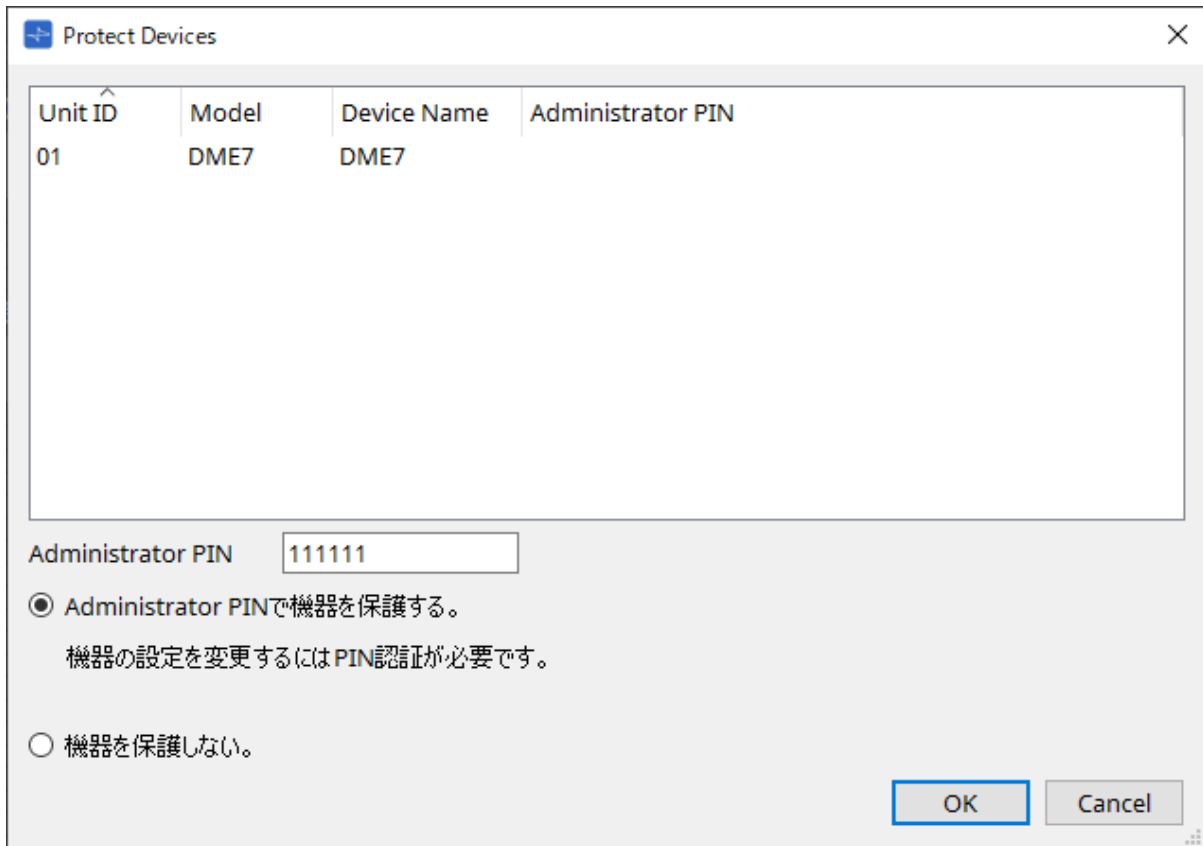 Protect Devices
Unit ID Model Device Name Administrator PIN
01 DME7 DME7
Administrator PIN 111111
Administrator PINで機器を保護する。
機器の設定を変更するにはPIN認証が必要です。
機器を保護しない。
OK Cancel